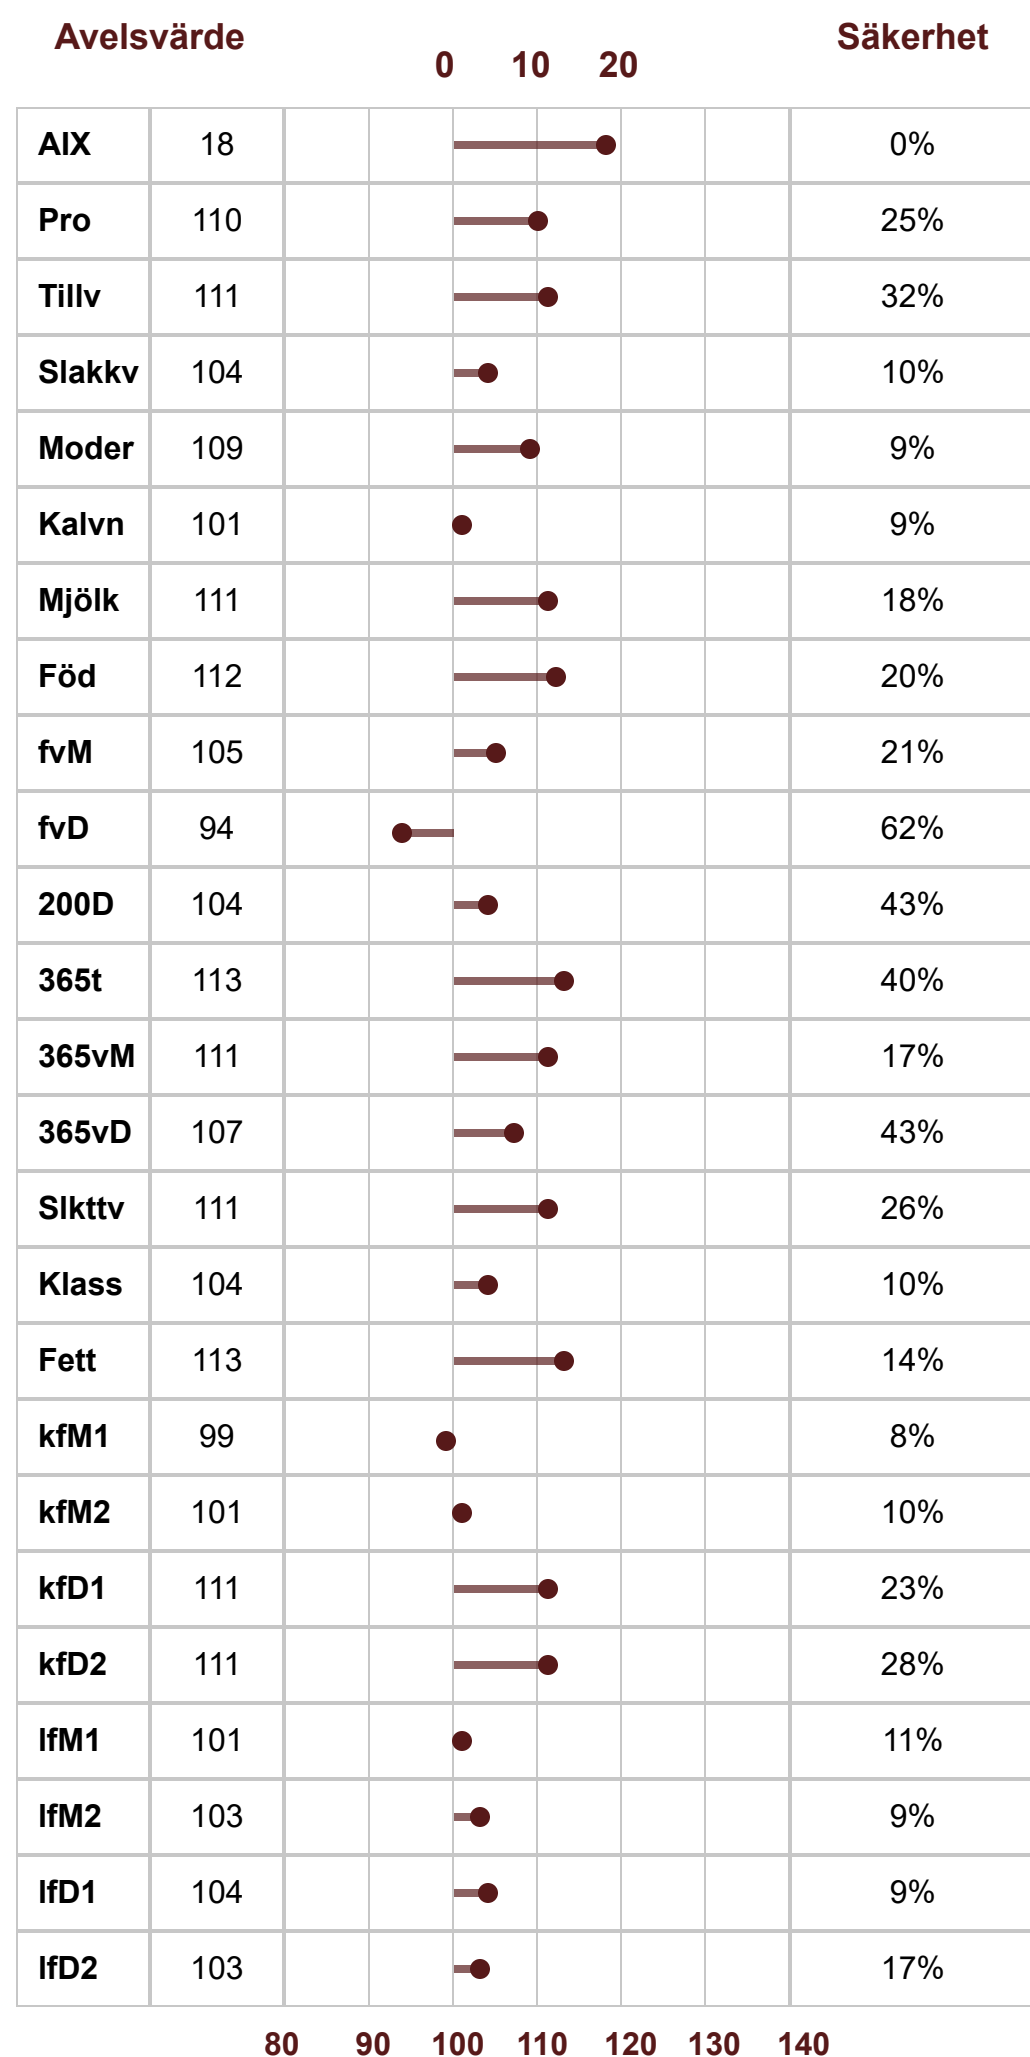 Avelsvärde 0 10 20 Säkerhet
AIX 18 0%
Pro 110 25%
Tillv 111 32%
Slakkv 104 10%
Moder 109 9%
Kalvn 101 9%
Mjölk 111 18%
Föd 112 20%
fvM 105 21%
fvD 94 62%
200D 104 43%
365t 113 40%
365vM 111 17%
365vD 107 43%
Slkttv 111 26%
Klass 104 10%
Fett 113 14%
kfM1 99 8%
kfM2 101 10%
kfD1 111 23%
kfD2 111 28%
lfM1 101 11%
lfM2 103 9%
lfD1 104 9%
lfD2 103 17%
80 90 100 110 120 130 140